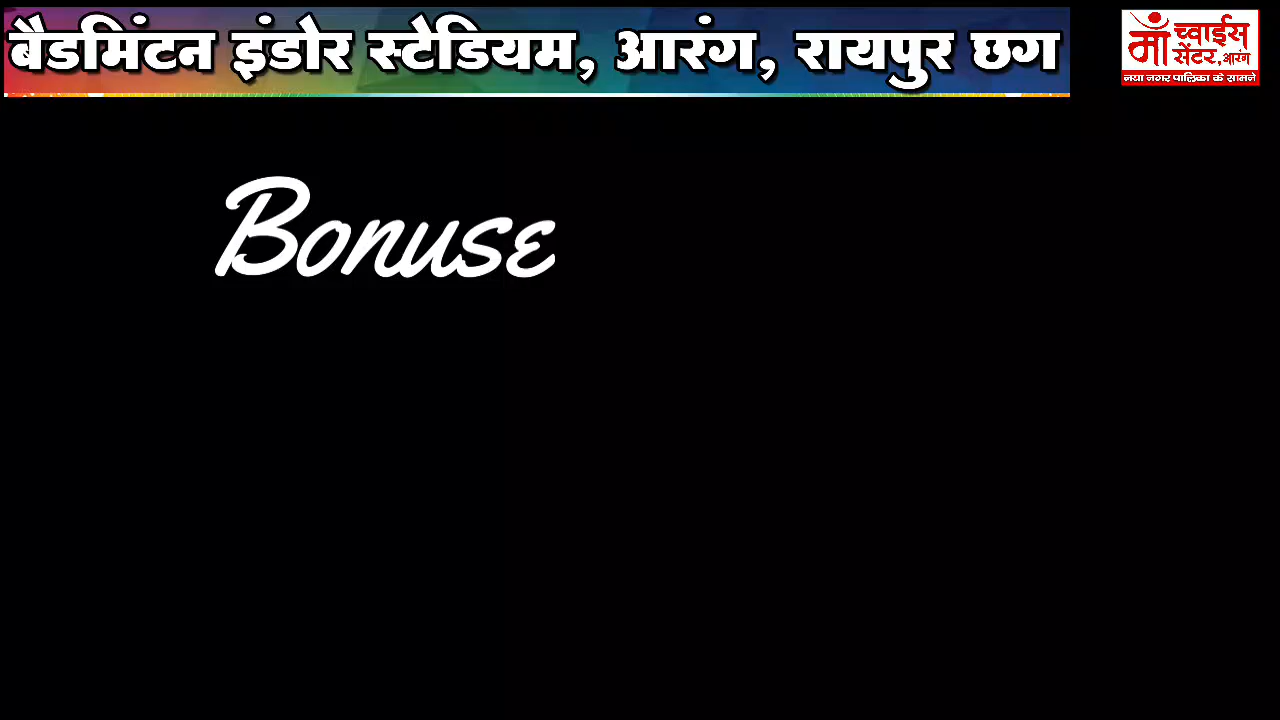 बैडमिंटन इंडोर स्टेडियम, आरंग, रायपुर छग
माँ च्वाईस
सेंटर, आरंग
नया नगर पालिका के सामने
Bonuse